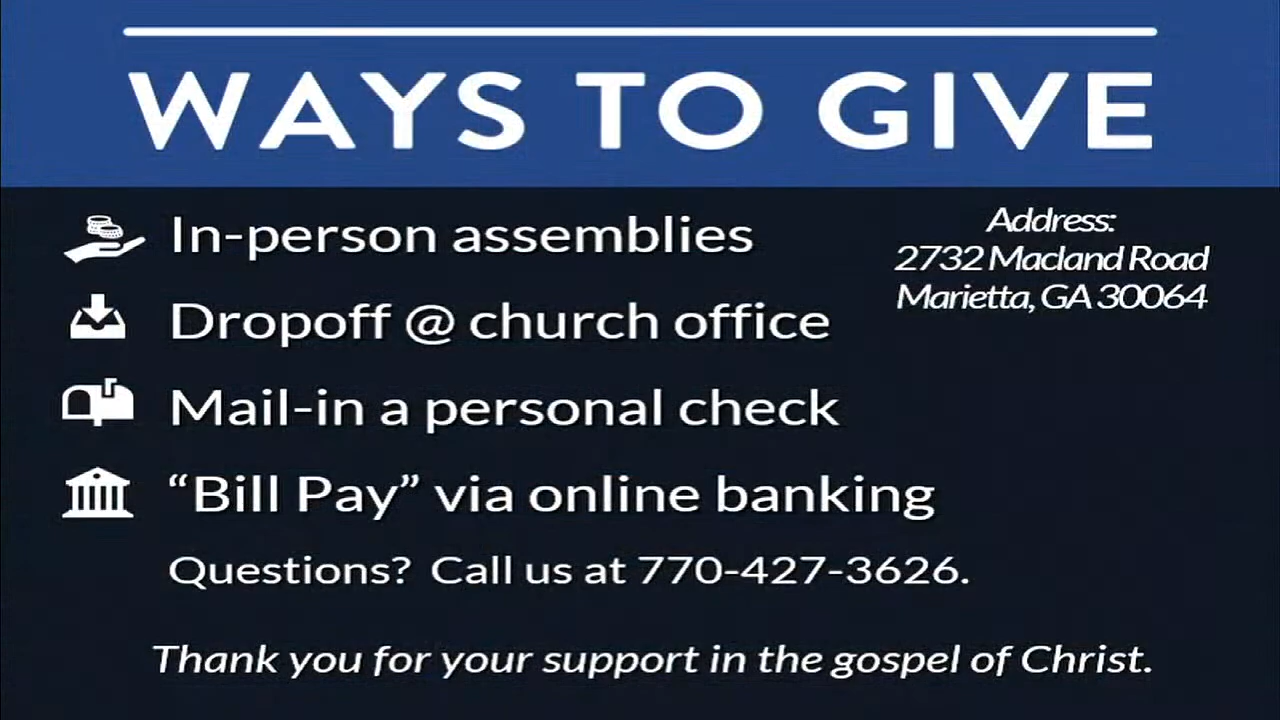 WAYS TO GIVE
In-person assemblies
Dropoff @ church office
Mail-in a personal check
“Bill Pay” via online banking
Questions? Call us at 770-427-3626.
Address:
2732 Macland Road
Marietta, GA 30064
Thank you for your support in the gospel of Christ.